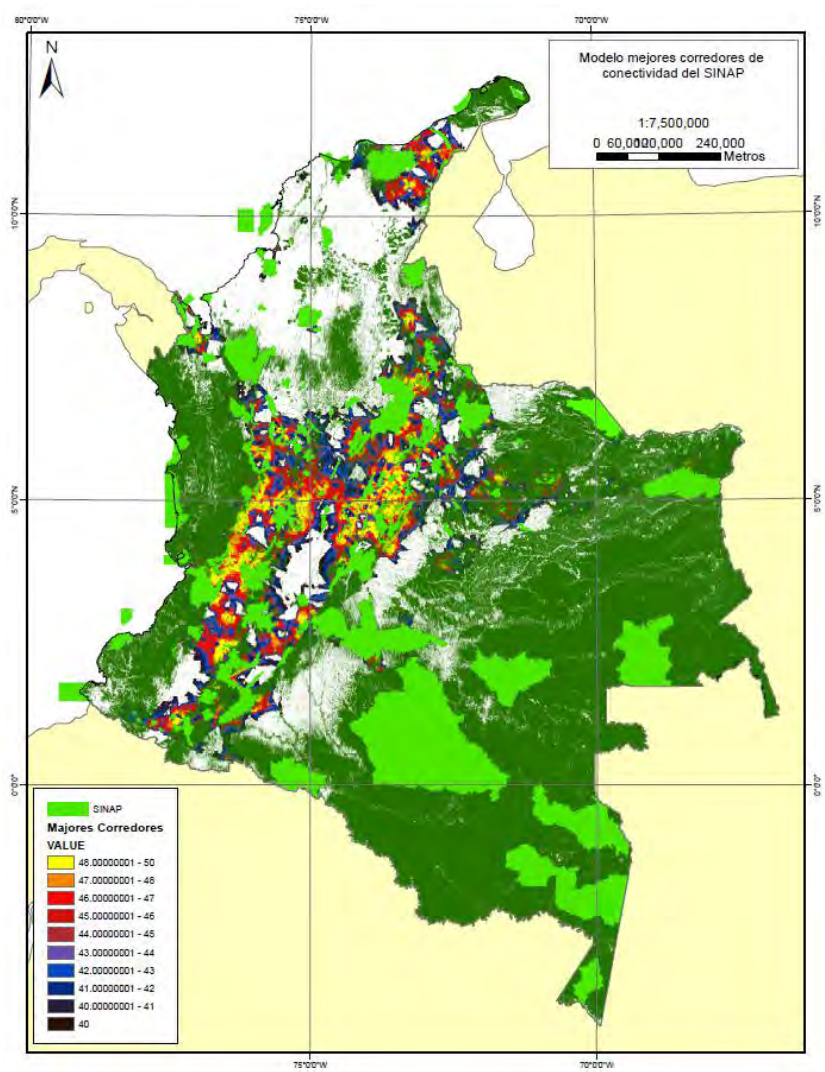 80°0'0"W 75°0'0"W 70°0'0"W
N
Modelo mejores corredores de
conectividad del SINAP
1:7,500,000
0 60,000 120,000 240,000
Metros
10°0'0"N 10°0'0"N
5°0'0"N 5°0'0"N
0°0'0" 0°0'0"
SINAP
Majores Corredores
VALUE
48.00000001 - 50
47.00000001 - 48
46.00000001 - 47
45.00000001 - 46
44.00000001 - 45
43.00000001 - 44
42.00000001 - 43
41.00000001 - 42
40.00000001 - 41
40
75°0'0"W 70°0'0"W